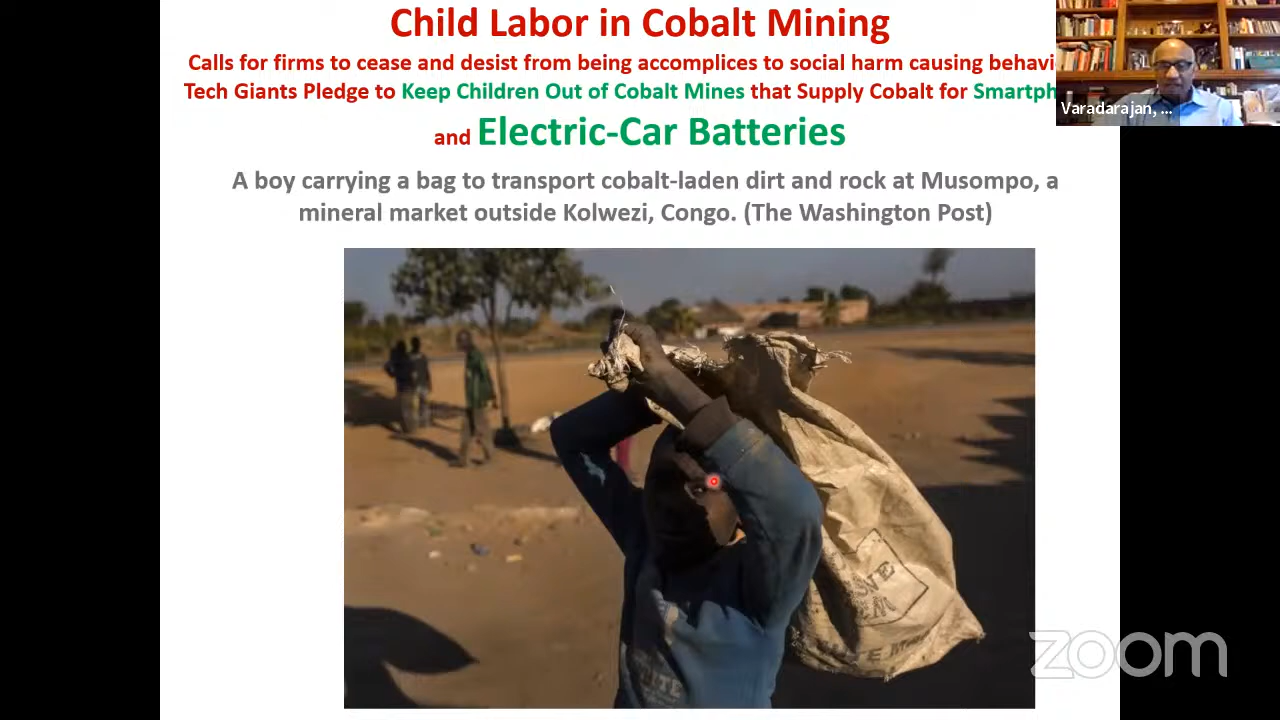 Child Labor in Cobalt Mining
Calls for firms to cease and desist from being accomplices to social harm causing behavi
Tech Giants Pledge to Keep Children Out of Cobalt Mines that Supply Cobalt for Smartph
and Electric-Car Batteries
Varadarajan, ...
A boy carrying a bag to transport cobalt-laden dirt and rock at Musompo, a
mineral market outside Kolwezi, Congo. (The Washington Post)
zoom